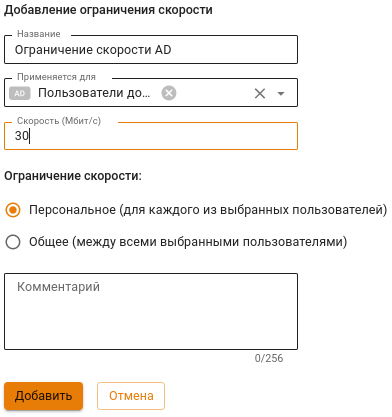 Добавление ограничения скорости
Название
Ограничение скорости AD
Применяется для
AD Пользователи до...
Скорость (Мбит/с)
30
Ограничение скорости:
Персональное (для каждого из выбранных пользователей)
Общее (между всеми выбранными пользователями)
Комментарий
0/256
Добавить Отмена